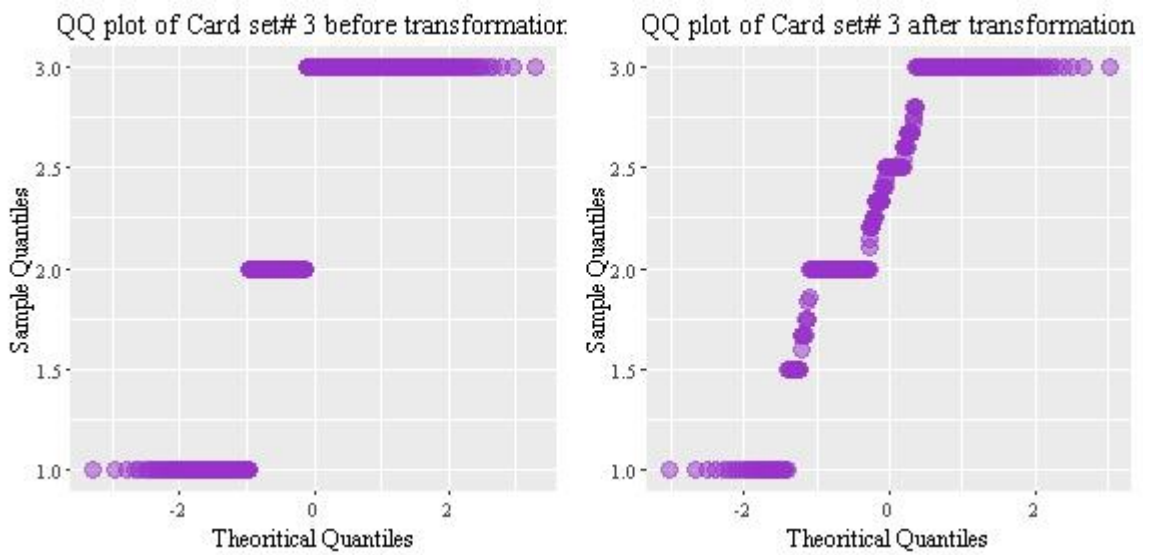 QQ plot of Card set# 3 before transformation
QQ plot of Card set# 3 after transformation
Sample Quantiles
3.0
2.5
2.0
1.5
1.0
-2
0
2
Theoritical Quantiles
Sample Quantiles
3.0
2.5
2.0
1.5
1.0
-2
0
2
Theoritical Quantiles